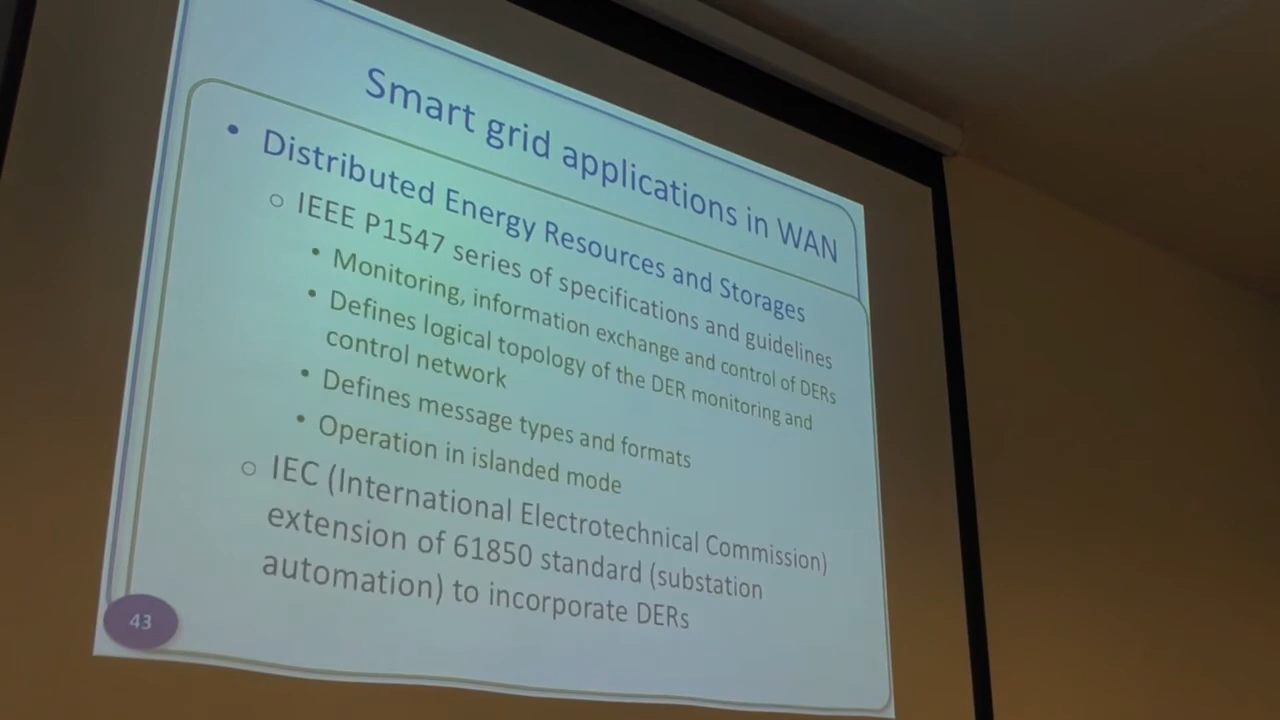 Smart grid applications in WAN
• Distributed Energy Resources and Storages
○ IEEE P1547 series of specifications and guidelines
• Monitoring, information exchange and control of DERs
• Defines logical topology of the DER monitoring and
control network
• Defines message types and formats
• Operation in islanded mode
○ IEC (International Electrotechnical Commission)
extension of 61850 standard (substation
automation) to incorporate DERs
43